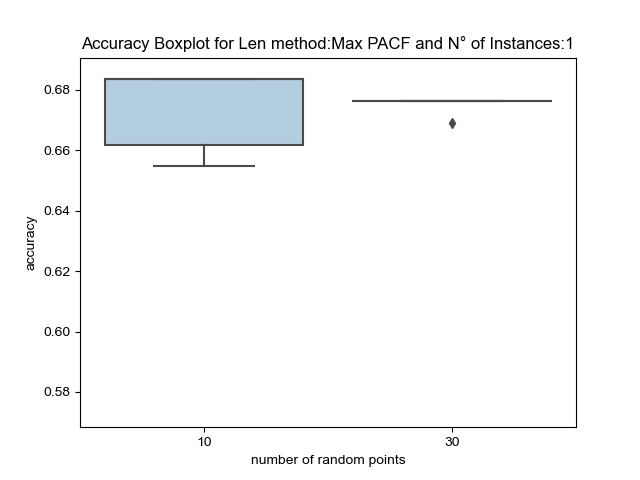 Accuracy Boxplot for Len method:Max PACF and N° of Instances:1
0.68
0.66
0.64
0.62
0.60
0.58
accuracy
10
30
number of random points